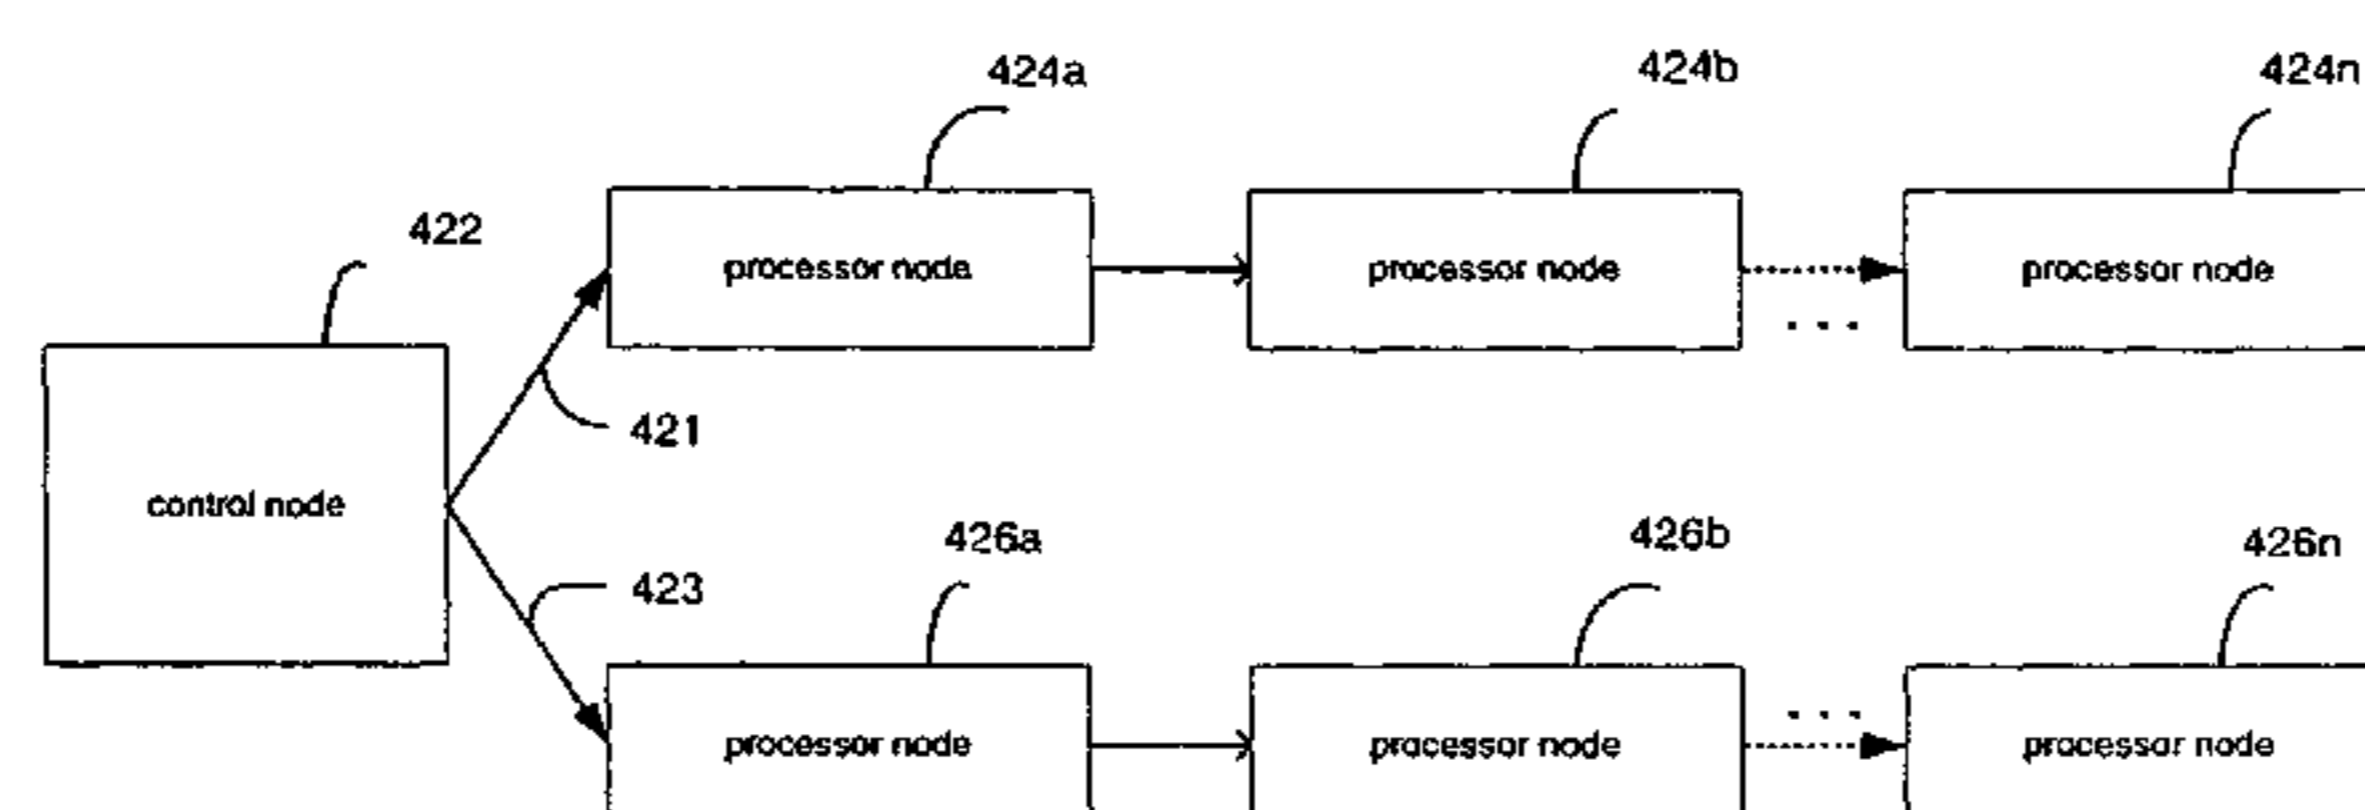 424a
424b
424n
422
processor node
processor node
processor node
421
control node
426a
426b
426n
423
processor node
processor node
processor node